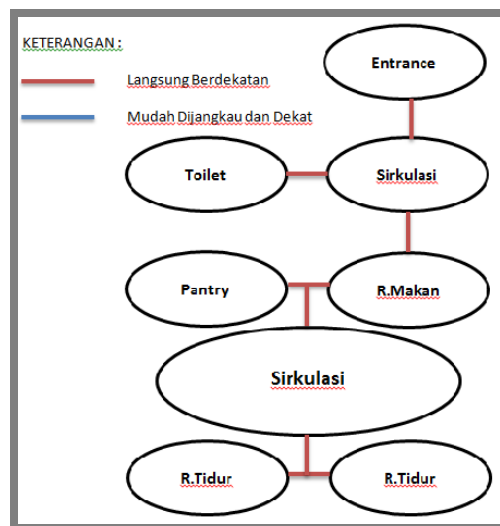 KETERANGAN :
Langsung Berdekatan
Mudah Dijangkau dan Dekat
Entrance
Toilet
Sirkulasi
Pantry
R.Makan
Sirkulasi
R.Tidur
R.Tidur